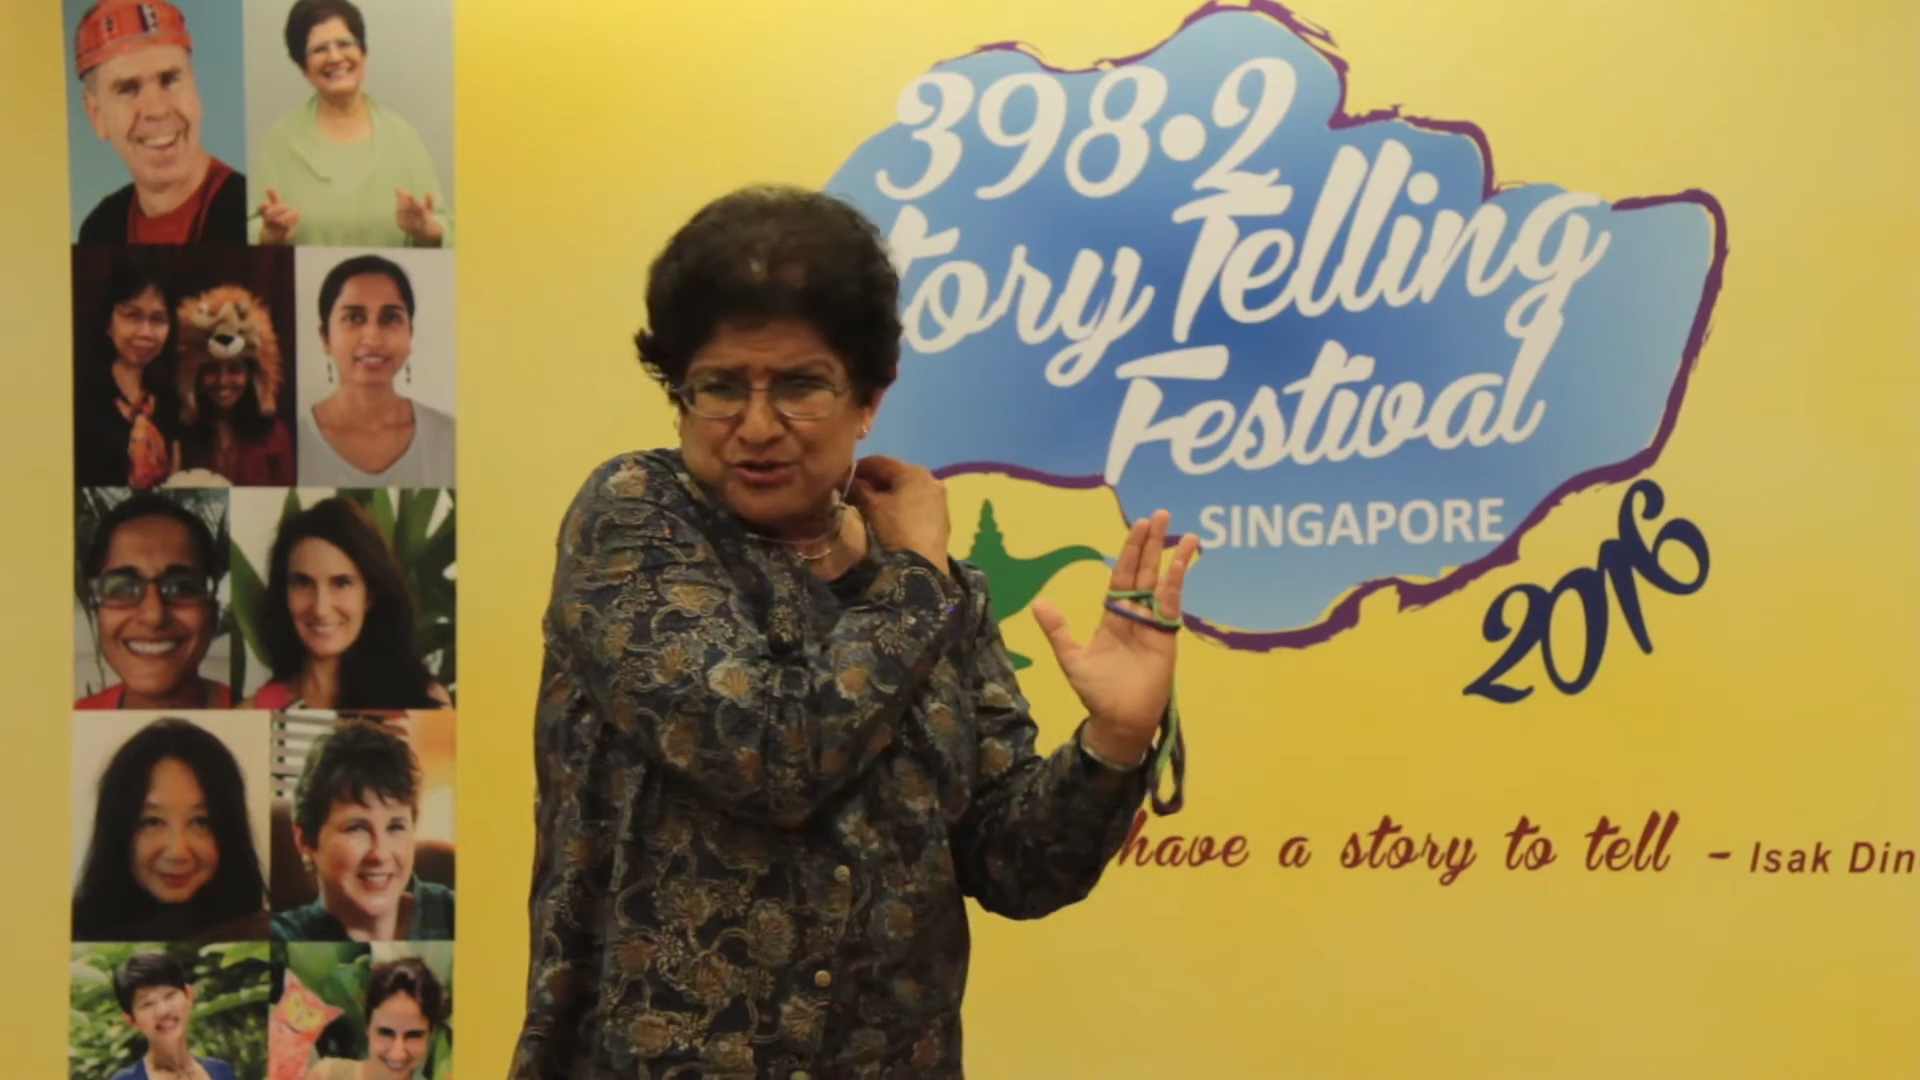 398.2
tory Telling
Festival
SINGAPORE
2016
have a story to tell - Isak Din